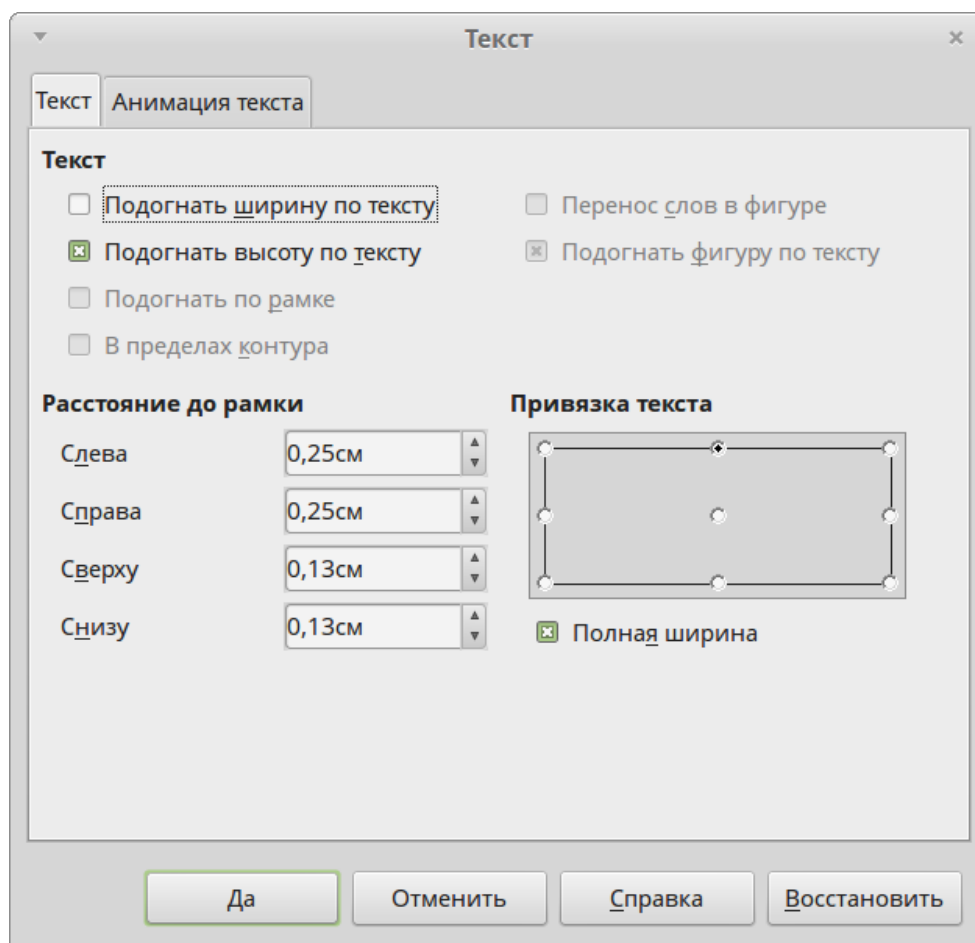 Текст
Текст Анимация текста
Текст
Подогнать ширину по тексту
Перенос слов в фигуре
Подогнать высоту по тексту
Подогнать фигуру по тексту
Подогнать по рамке
В пределах контура
Расстояние до рамки
Привязка текста
Слева 0,25см
Справа 0,25см
Сверху 0,13см
Снизу 0,13см
Полная ширина
Да Отменить Справка Восстановить